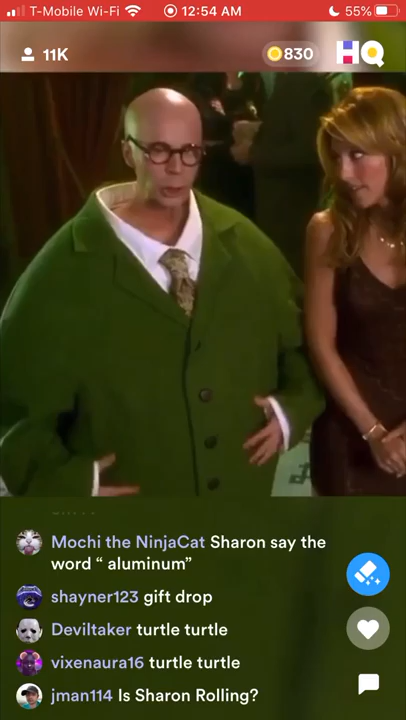 T-Mobile Wi-Fi 12:54 AM 55%
11K 830 HQ
Mochi the NinjaCat Sharon say the
word “ aluminum”
shayner123 gift drop
Deviltaker turtle turtle
vixenaura16 turtle turtle
jman114 Is Sharon Rolling?